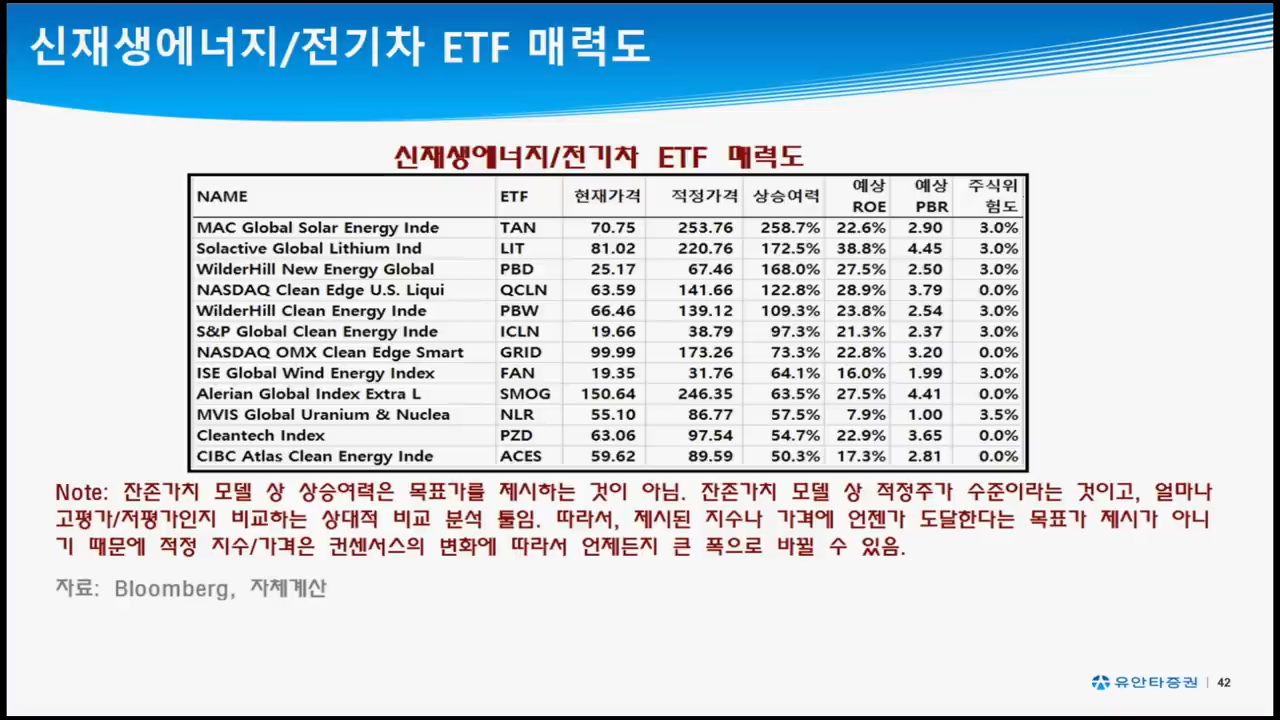 신재생에너지/전기차 ETF 매력도
신재생에너지/전기차 ETF 매력도
NAME ETF 현재가격 적정가격 상승여력 예상 ROE 예상 PBR 주식위험도
MAC Global Solar Energy Inde TAN 70.75 253.76 258.7% 22.6% 2.90 3.0%
Solactive Global Lithium Ind LIT 81.02 220.76 172.5% 38.8% 4.45 3.0%
WilderHill New Energy Global PBD 25.17 67.46 168.0% 27.5% 2.50 3.0%
NASDAQ Clean Edge U.S. Liqui QCLN 63.59 141.66 122.8% 28.9% 3.79 0.0%
WilderHill Clean Energy Inde PBW 66.46 139.12 109.3% 23.8% 2.54 3.0%
S&P Global Clean Energy Inde ICLN 19.66 38.79 97.3% 21.3% 2.37 3.0%
NASDAQ OMX Clean Edge Smart GRID 99.99 173.26 73.3% 22.8% 3.20 0.0%
ISE Global Wind Energy Index FAN 19.35 31.76 64.1% 16.0% 1.99 3.0%
Alerian Global Index Extra L SMOG 150.64 246.35 63.5% 27.5% 4.41 0.0%
MVIS Global Uranium & Nuclea NLR 55.10 86.77 57.5% 7.9% 1.00 3.5%
Cleantech Index PZD 63.06 97.54 54.7% 22.9% 3.65 0.0%
CIBC Atlas Clean Energy Inde ACES 59.62 89.59 50.3% 17.3% 2.81 0.0%
Note: 잔존가치 모델 상 상승여력은 목표가를 제시하는 것이 아님. 잔존가치 모델 상 적정주가 수준이라는 것이고, 얼마나
고평가/저평가인지 비교하는 상대적 비교 분석 툴임. 따라서, 제시된 지수나 가격에 언젠가 도달한다는 목표가 제시가 아니
기 때문에 적정 지수/가격은 컨센서스의 변화에 따라서 언제든지 큰 폭으로 바뀔 수 있음.
자료: Bloomberg, 자체계산
유안타증권 | 42